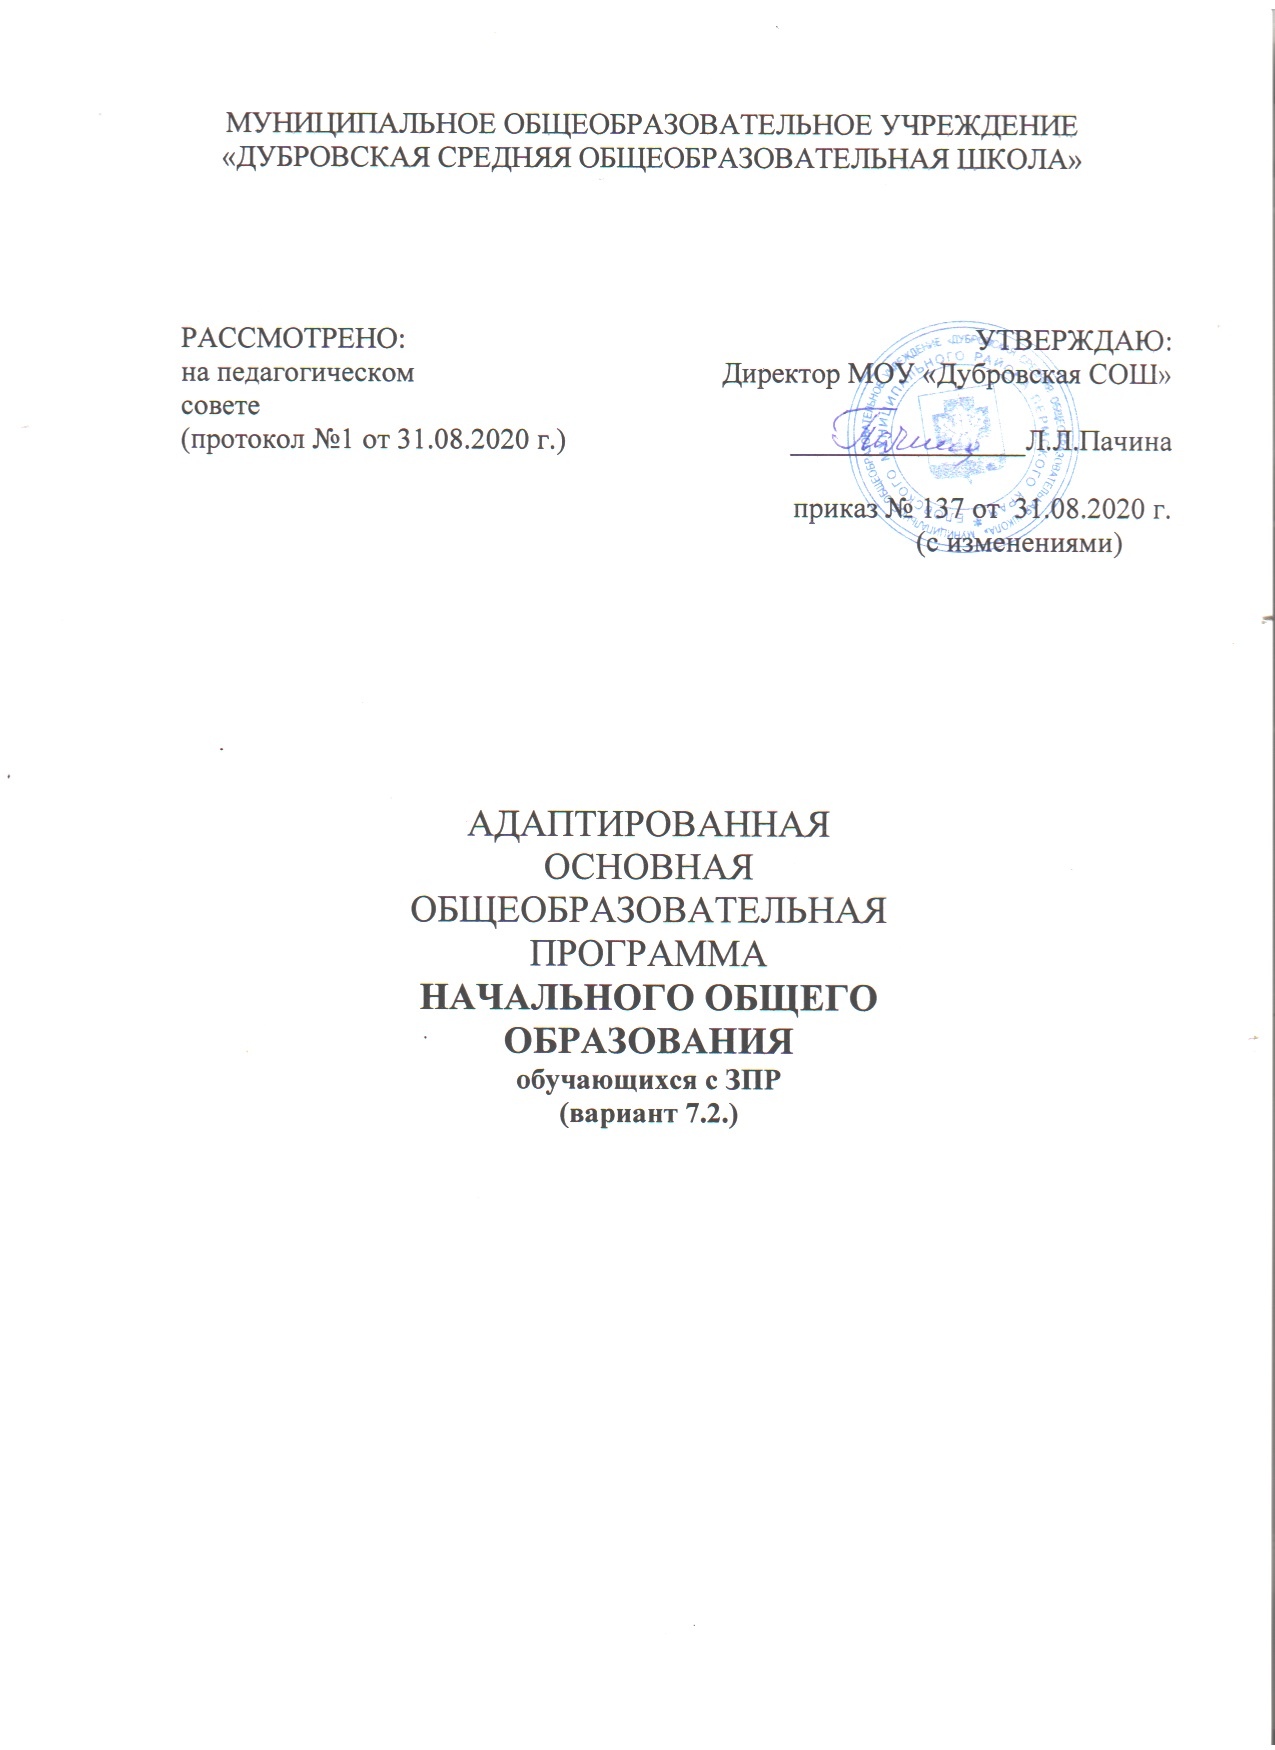 МУНИЦИПАЛЬНОЕ ОБЩЕОБРАЗОВАТЕЛЬНОЕ УЧРЕЖДЕНИЕ
«ДУБРОВСКАЯ СРЕДНЯЯ ОБЩЕОБРАЗОВАТЕЛЬНАЯ ШКОЛА»
РАССМОТРЕНО:
на педагогическом
совете
(протокол №1 от 31.08.2020 г.)
УТВЕРЖДАЮ:
Директор МОУ «Дубровская СОШ»
Л.Л.Пачина
приказ № 137 от 31.08.2020 г.
(с изменениями)
АДАПТИРОВАННАЯ
ОСНОВНАЯ
ОБЩЕОБРАЗОВАТЕЛЬНАЯ
ПРОГРАММА
НАЧАЛЬНОГО ОБЩЕГО
ОБРАЗОВАНИЯ
обучающихся с ЗПР
(вариант 7.2.)